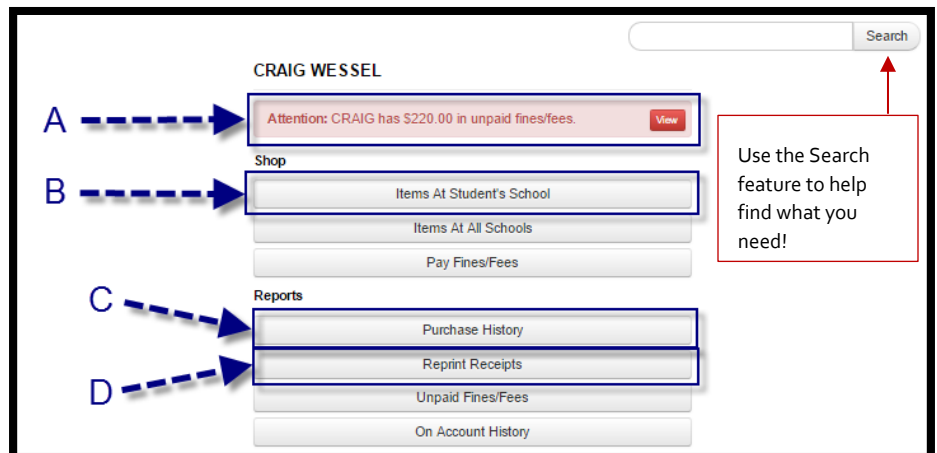 Search
CRAIG WESSEL
A
Attention: CRAIG has $220.00 in unpaid fines/fees.
View
Shop
B
Items At Student's School
Items At All Schools
Pay Fines/Fees
Use the Search
feature to help
find what you
need!
Reports
C
Purchase History
D
Reprint Receipts
Unpaid Fines/Fees
On Account History